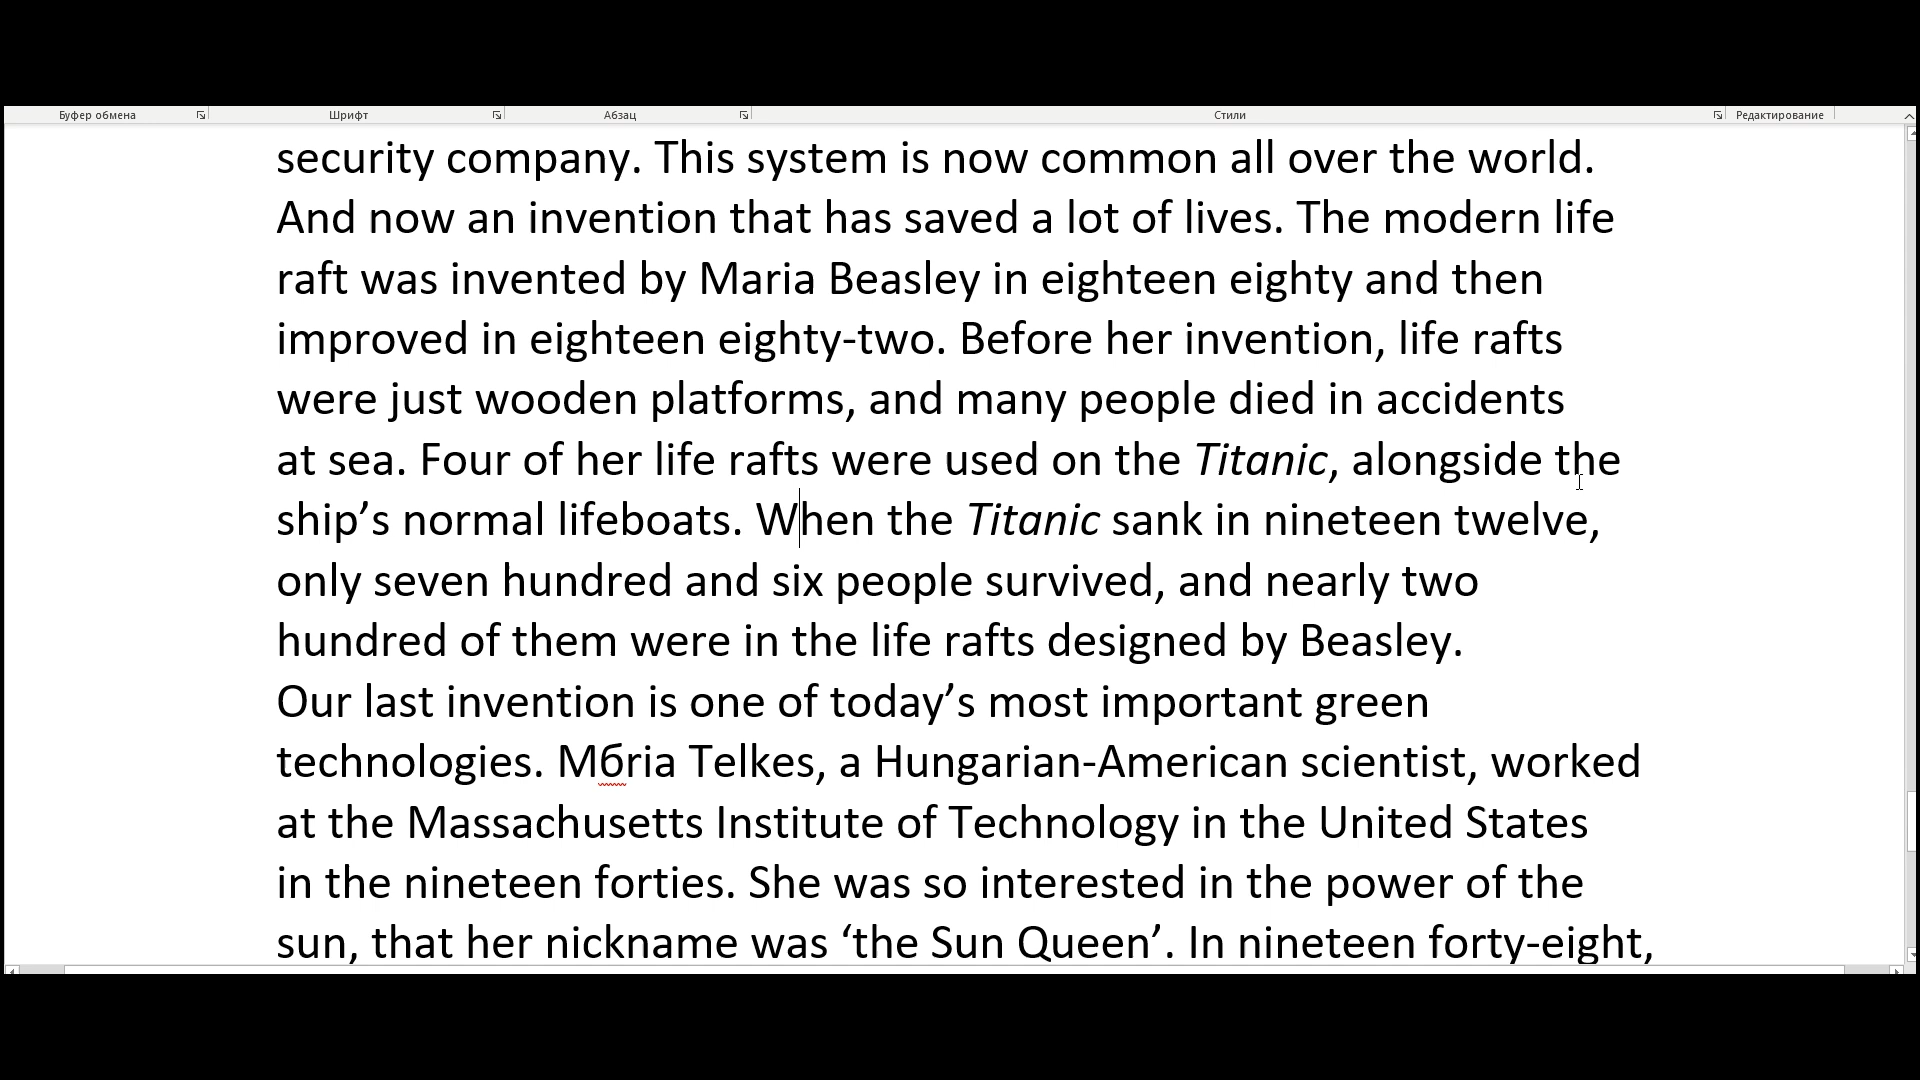 Буфер обмена Шрифт Абзац Стили Редактирование
security company. This system is now common all over the world.
And now an invention that has saved a lot of lives. The modern life
raft was invented by Maria Beasley in eighteen eighty and then
improved in eighteen eighty-two. Before her invention, life rafts
were just wooden platforms, and many people died in accidents
at sea. Four of her life rafts were used on the Titanic, alongside the
ship’s normal lifeboats. When the Titanic sank in nineteen twelve,
only seven hundred and six people survived, and nearly two
hundred of them were in the life rafts designed by Beasley.
Our last invention is one of today’s most important green
technologies. Mбria Telkes, a Hungarian-American scientist, worked
at the Massachusetts Institute of Technology in the United States
in the nineteen forties. She was so interested in the power of the
sun, that her nickname was ‘the Sun Queen’. In nineteen forty-eight,